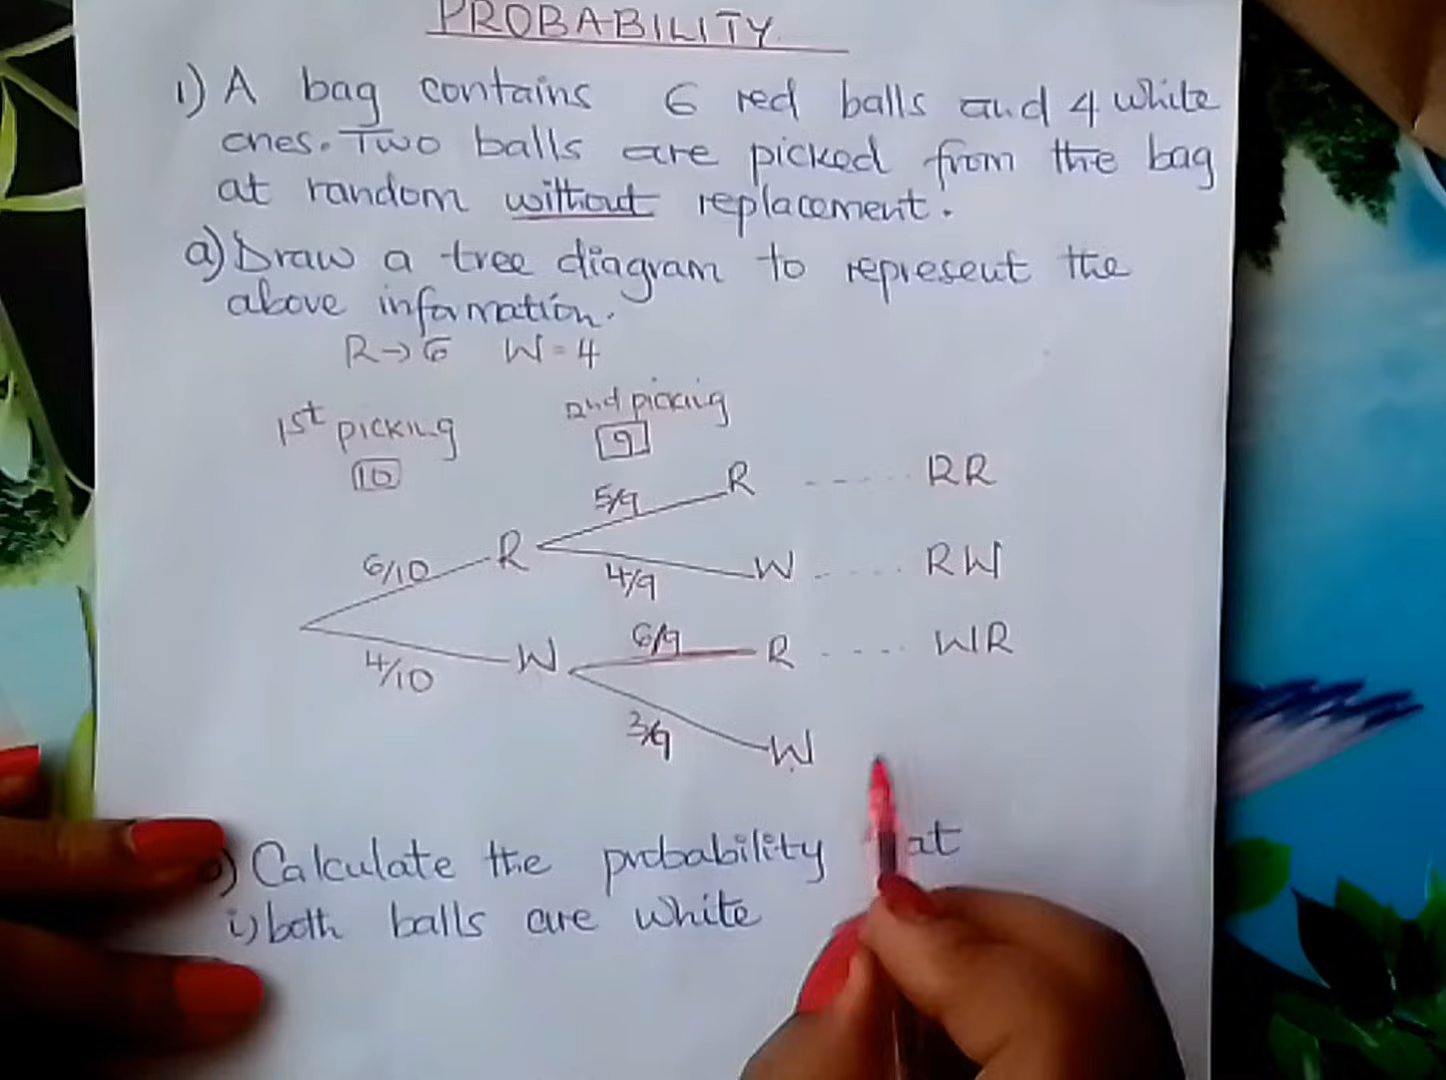 PROBABILITY
1) A bag contains 6 red balls and 4 white
ones. Two balls are picked from the bag
at random without replacement.
a) Draw a tree diagram to represent the
above information.
R→6 W=4
1st picking 2nd picking
10 9
5/9 R ---- RR
6/10 R
4/9 W ---- RW
6/9 R ---- WR
4/10 W
3/9 W
) Calculate the probability at
i) both balls are white